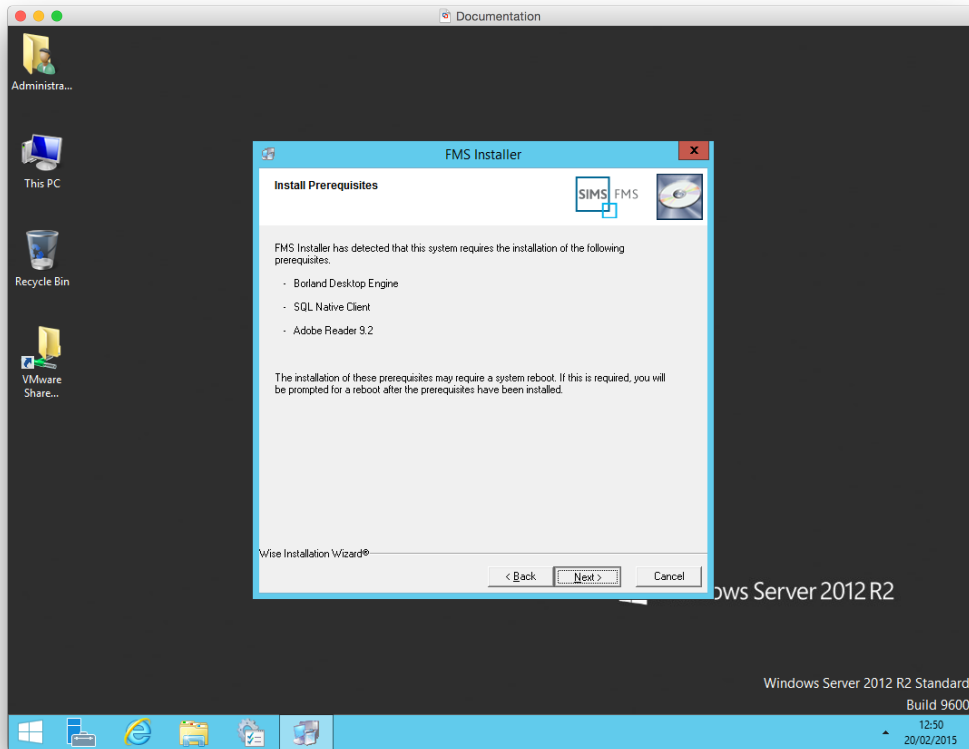 Documentation
Administra...
This PC
Recycle Bin
VMware
Share...
FMS Installer
x
Install Prerequisites
SIMS FMS
FMS Installer has detected that this system requires the installation of the following
prerequisites.
- Borland Desktop Engine
- SQL Native Client
- Adobe Reader 9.2
The installation of these prerequisites may require a system reboot. If this is required, you will
be prompted for a reboot after the prerequisites have been installed.
Wise Installation Wizard®
< Back
Next >
Cancel
ows Server 2012 R2
Windows Server 2012 R2 Standard
Build 9600
12:50
20/02/2015